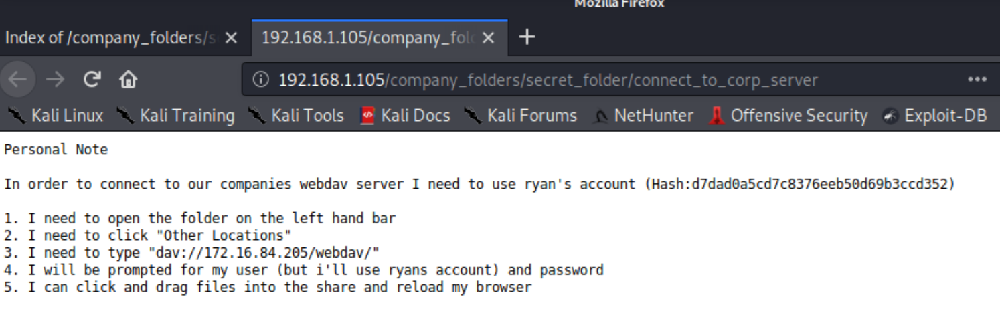 Mozilla Firefox
Index of /company_folders/s
192.168.1.105/company_fol
192.168.1.105/company_folders/secret_folder/connect_to_corp_server
Kali Linux Kali Training Kali Tools Kali Docs Kali Forums NetHunter Offensive Security Exploit-DB
Personal Note
In order to connect to our companies webdav server I need to use ryan's account (Hash:d7dad0a5cd7c8376eeb50d69b3ccd352)
1. I need to open the folder on the left hand bar
2. I need to click "Other Locations"
3. I need to type "dav://172.16.84.205/webdav/"
4. I will be prompted for my user (but i'll use ryans account) and password
5. I can click and drag files into the share and reload my browser